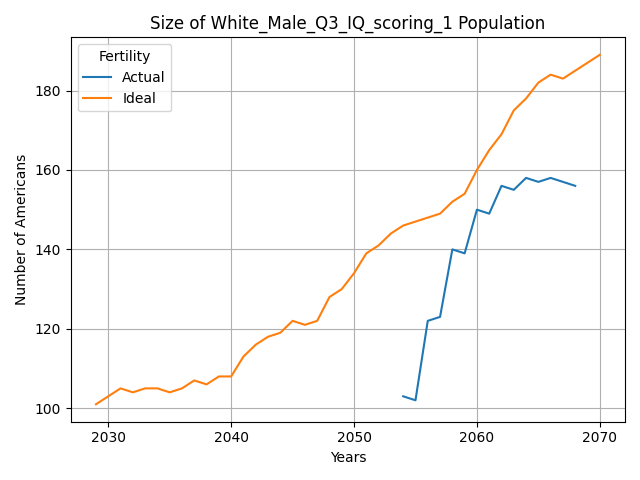 Size of White_Male_Q3_IQ_scoring_1 Population
Fertility
Actual
Ideal
Number of Americans
180
160
140
120
100
2030 2040 2050 2060 2070
Years